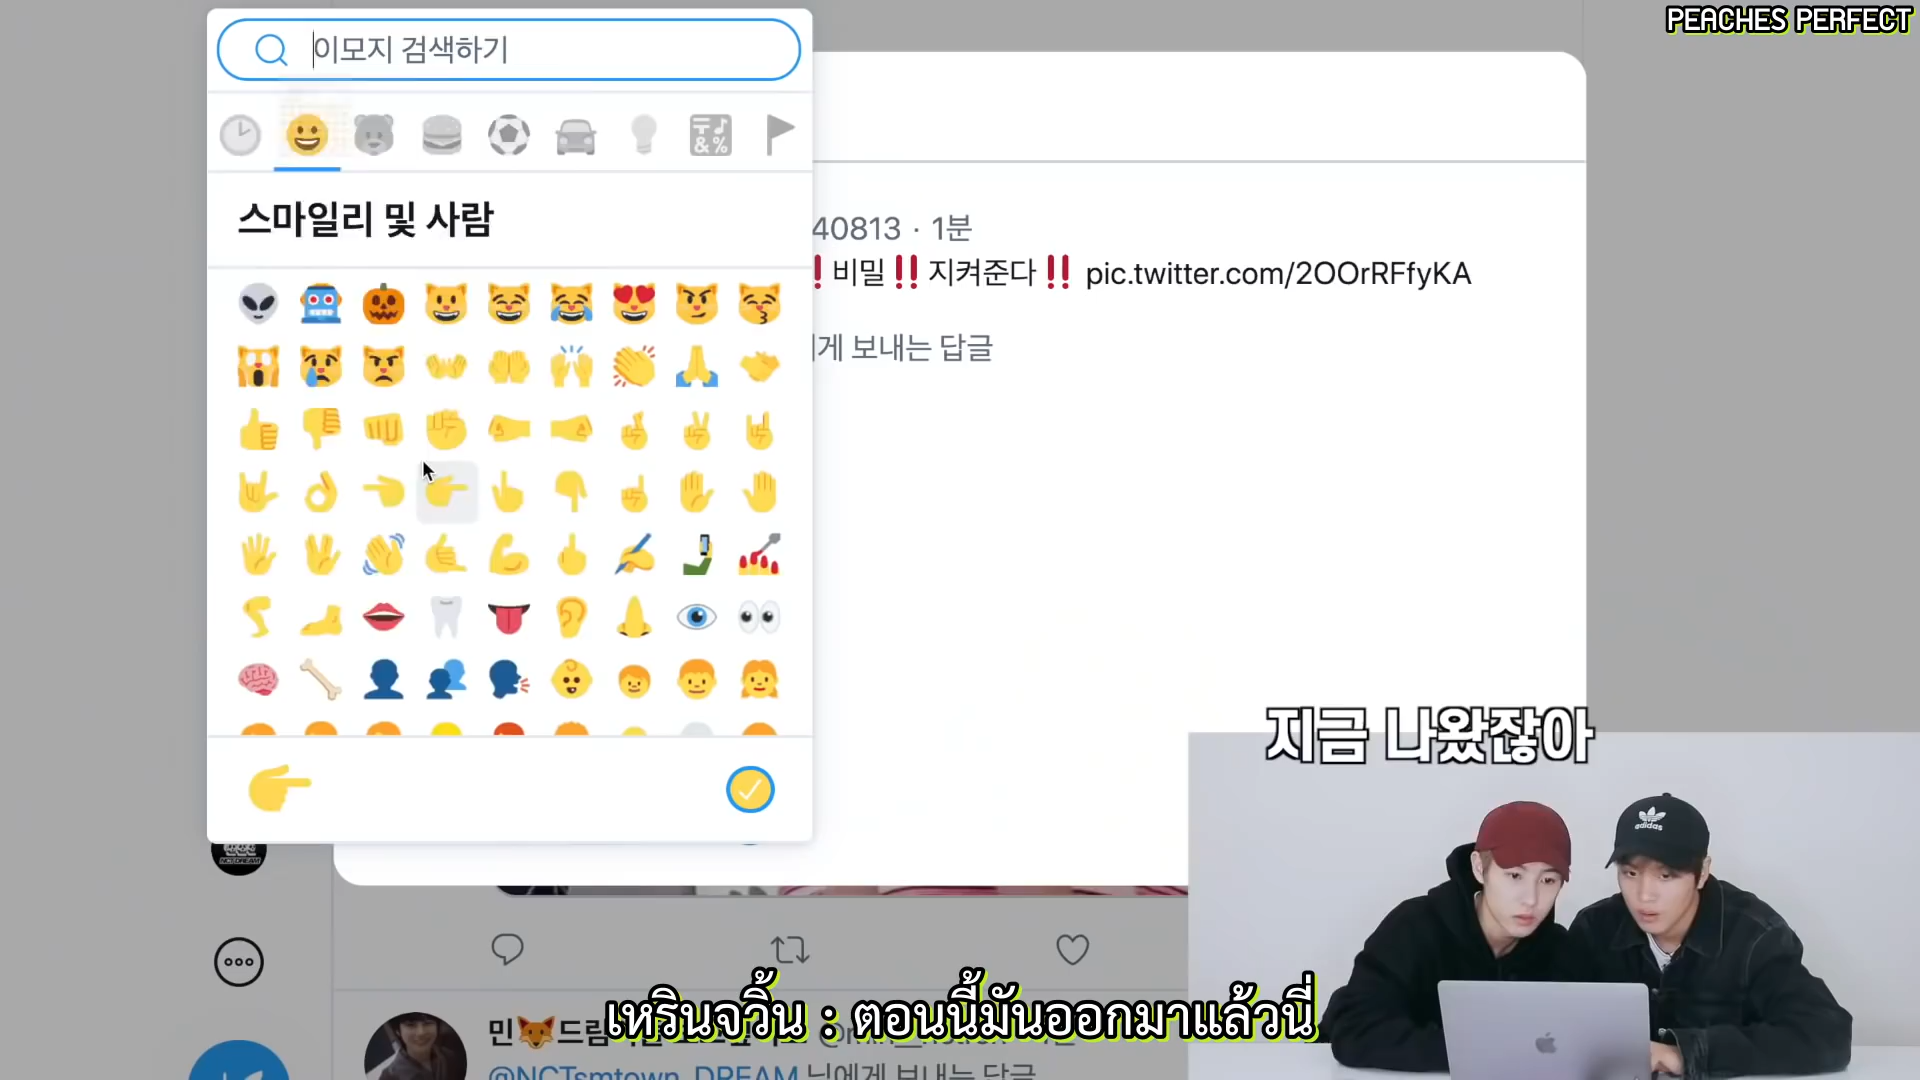 PEACHES PERFECT
이모지 검색하기
스마일리 및 사람
40813 · 1분
비밀‼️지켜준다‼️ pic.twitter.com/2OOrRFfyKA
에게 보내는 답글
지금 나왔잖아
adidas
เหรินจวิ้น : ตอนนี้มันออกมาแล้วนี่
민🦊드림
@NCTsmtown_DREAM 님에게 보내는 답글